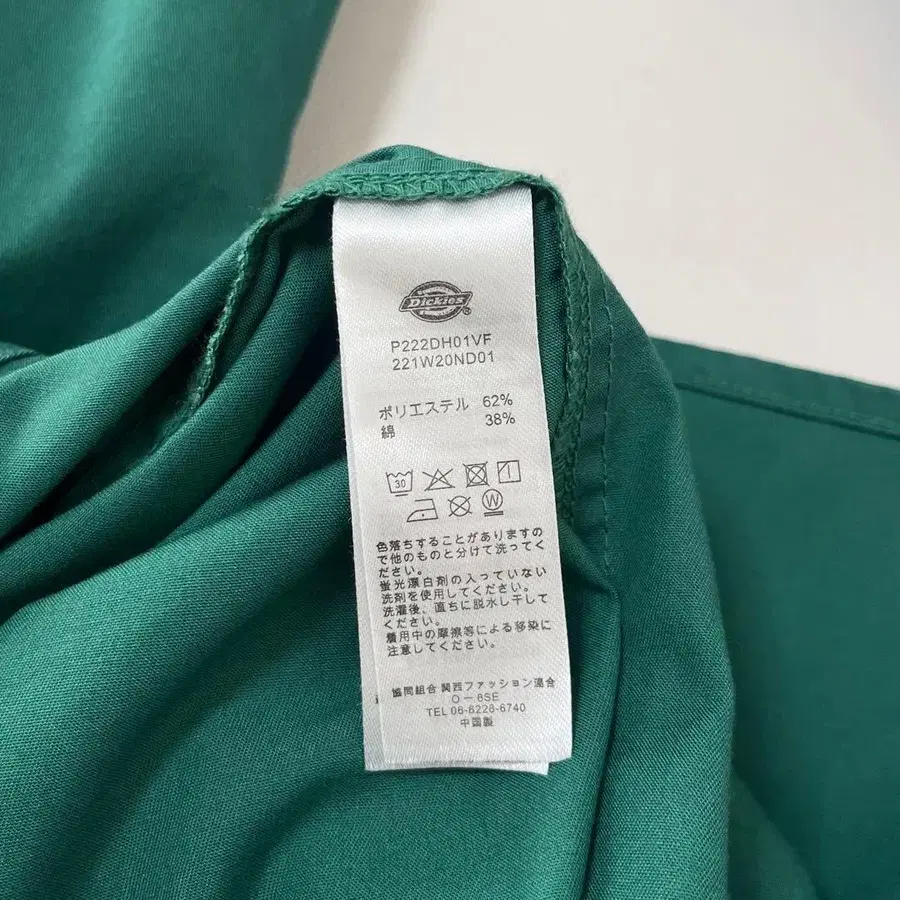 Dickies
P222DH01VF
221W20ND01
ポリエステル 62%
綿 38%
30
W
色落ちすることがありますの
で他のものと分けて洗ってく
ださい。
蛍光漂白剤の入っていない
洗剤を使用してください。
洗濯後、直ちに脱水し干して
ください。
着用中の摩擦等による移染に
注意してください。
協同組合 関西ファッション連合
O-6SE
TEL 06-6228-6740
中国製